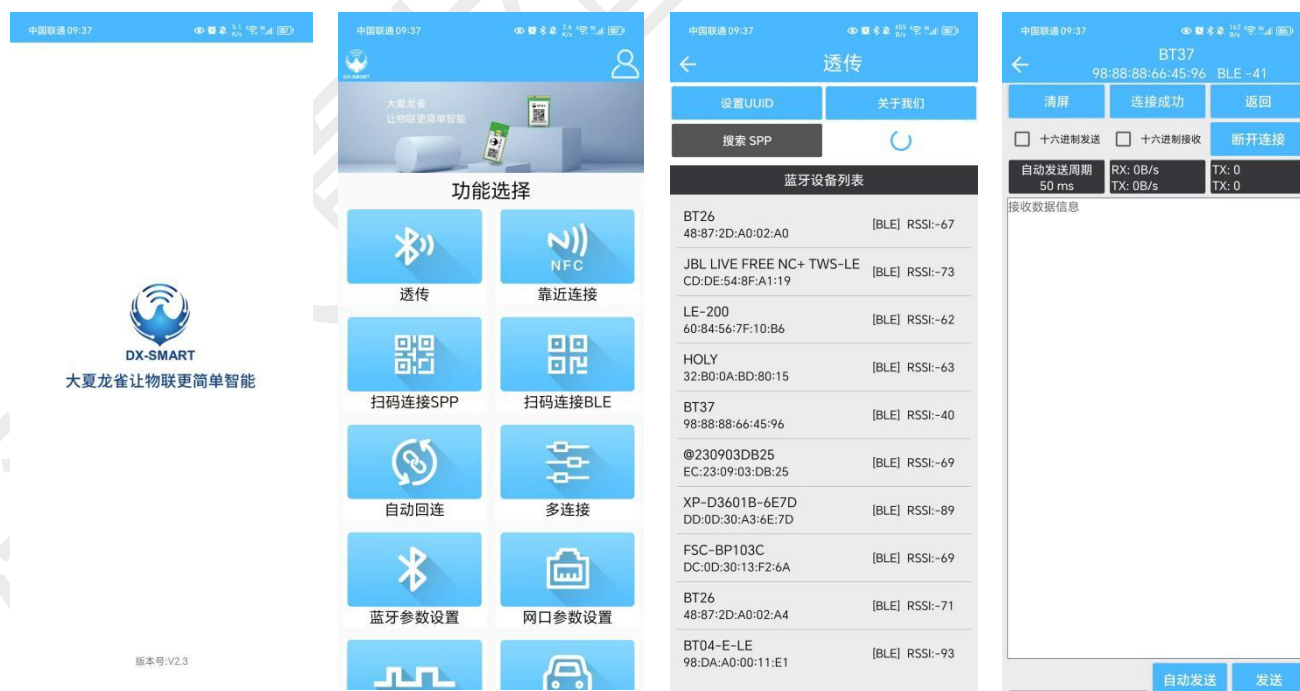 中国联通 09:37
DX-SMART
大夏龙雀让物联更简单智能
版本号:V2.3
中国联通 09:37
DX-SMART
大夏龙雀
让物联更简单智能
功能选择
NFC
透传
靠近连接
扫码连接SPP
扫码连接BLE
自动回连
多连接
蓝牙参数设置
网口参数设置
中国联通 09:37
透传
设置UUID
关于我们
搜索 SPP
蓝牙设备列表
BT26
48:87:2D:A0:02:A0
[BLE] RSSI:-67
JBL LIVE FREE NC+ TWS-LE
CD:DE:54:8F:A1:19
[BLE] RSSI:-73
LE-200
60:84:56:7F:10:B6
[BLE] RSSI:-62
HOLY
32:B0:0A:BD:80:15
[BLE] RSSI:-63
BT37
98:88:88:66:45:96
[BLE] RSSI:-40
@230903DB25
EC:23:09:03:DB:25
[BLE] RSSI:-69
XP-D3601B-6E7D
DD:0D:30:A3:6E:7D
[BLE] RSSI:-89
FSC-BP103C
DC:0D:30:13:F2:6A
[BLE] RSSI:-69
BT26
48:87:2D:A0:02:A4
[BLE] RSSI:-71
BT04-E-LE
98:DA:A0:00:11:E1
[BLE] RSSI:-93
中国联通 09:37
BT37
98:88:88:66:45:96 BLE -41
清屏
连接成功
返回
十六进制发送
十六进制接收
断开连接
自动发送周期
50 ms
RX: 0B/s
TX: 0B/s
TX: 0
TX: 0
接收数据信息
自动发送
发送